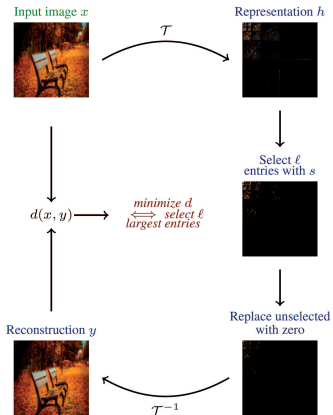 Input image x
T
Representation h
Select ℓ
entries with s
d(x, y)
minimize d
⟺ select ℓ
largest entries
Replace unselected
with zero
Reconstruction y
T⁻¹